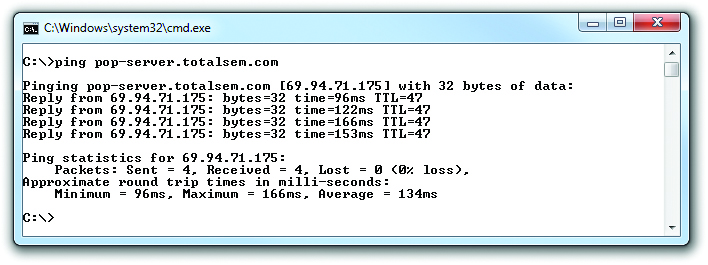 C:\Windows\system32\cmd.exe
C:\>ping pop-server.totalsem.com
Pinging pop-server.totalsem.com [69.94.71.175] with 32 bytes of data:
Reply from 69.94.71.175: bytes=32 time=96ms TTL=47
Reply from 69.94.71.175: bytes=32 time=122ms TTL=47
Reply from 69.94.71.175: bytes=32 time=166ms TTL=47
Reply from 69.94.71.175: bytes=32 time=153ms TTL=47
Ping statistics for 69.94.71.175:
    Packets: Sent = 4, Received = 4, Lost = 0 (0% loss),
Approximate round trip times in milli-seconds:
    Minimum = 96ms, Maximum = 166ms, Average = 134ms
C:\>